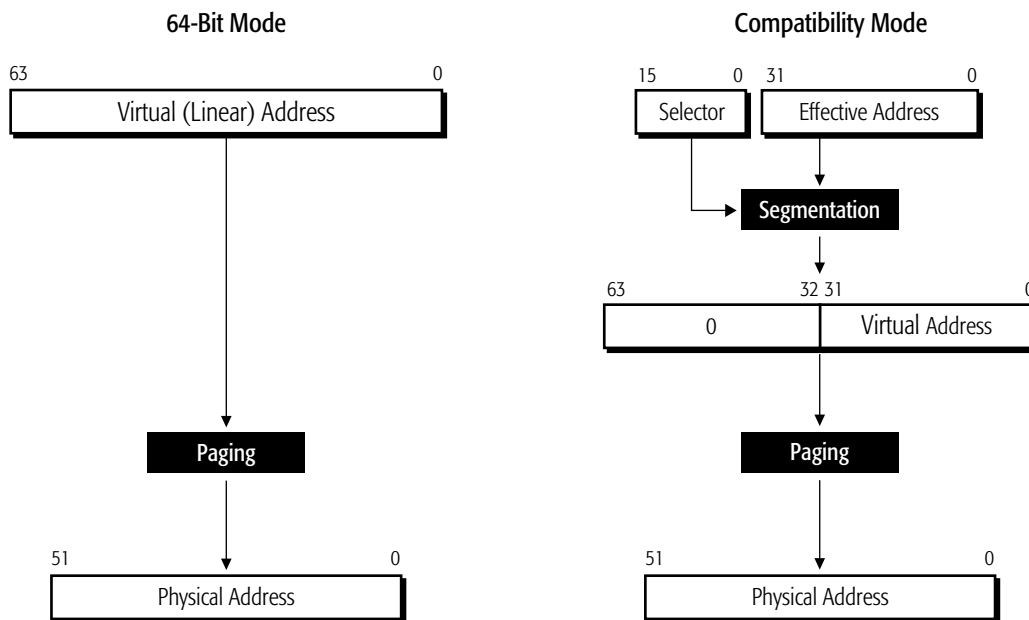 64-Bit Mode
63 0
Virtual (Linear) Address
Paging
51 0
Physical Address
Compatibility Mode
15 0 31 0
Selector Effective Address
Segmentation
63 32 31 0
0 Virtual Address
Paging
51 0
Physical Address